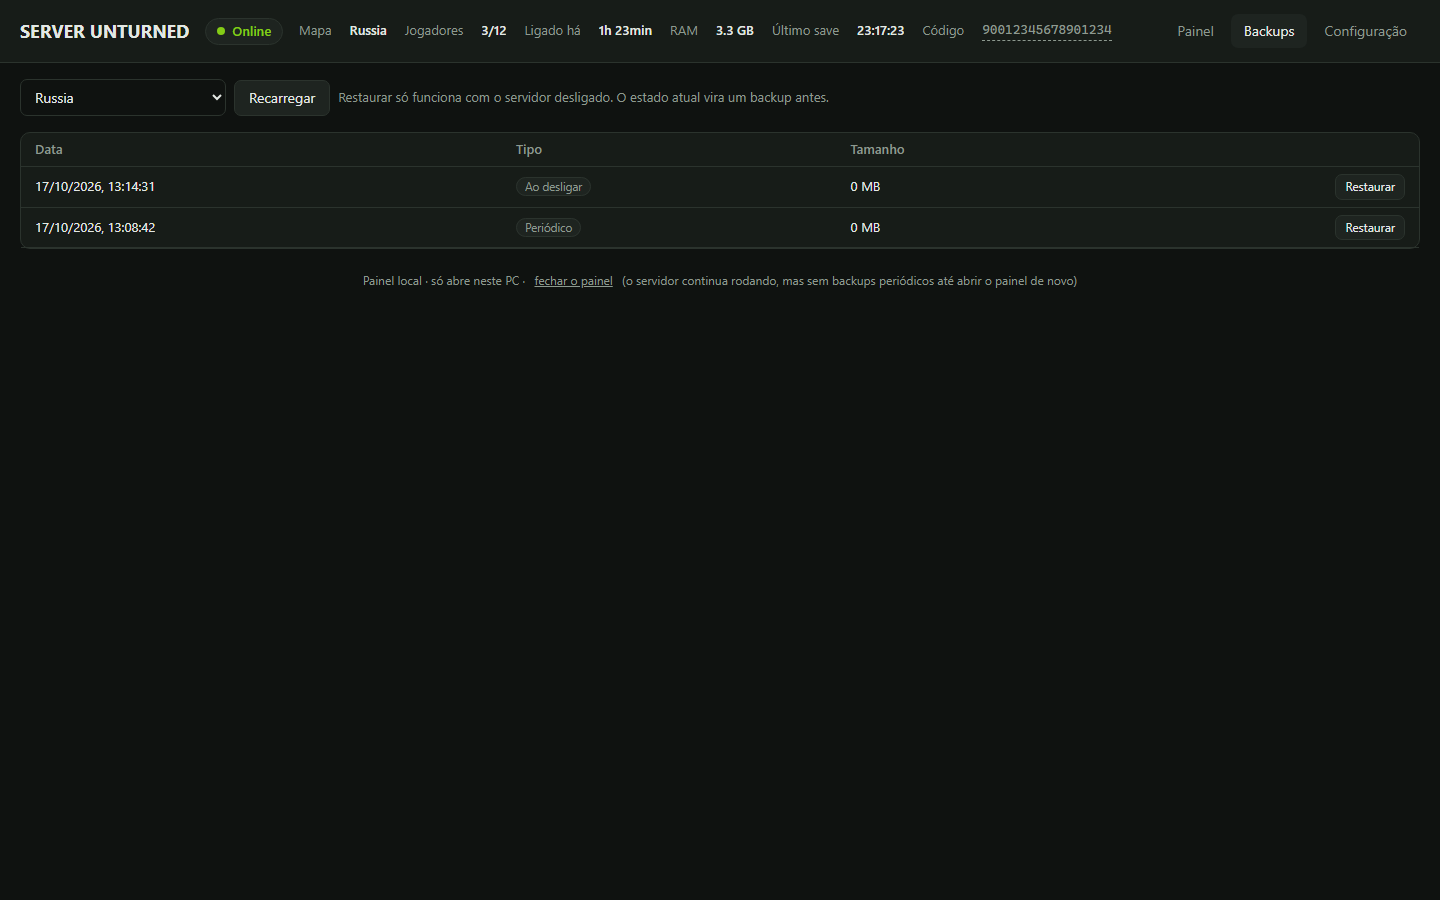 SERVER UNTURNED Online Mapa Russia Jogadores 3/12 Ligado há 1h 23min RAM 3.3 GB Último save 23:17:23 Código 90012345678901234 Painel Backups Configuração
Russia Recarregar Restaurar só funciona com o servidor desligado. O estado atual vira um backup antes.
Data Tipo Tamanho
17/10/2026, 13:14:31 Ao desligar 0 MB Restaurar
17/10/2026, 13:08:42 Periódico 0 MB Restaurar
Painel local · só abre neste PC · fechar o painel (o servidor continua rodando, mas sem backups periódicos até abrir o painel de novo)